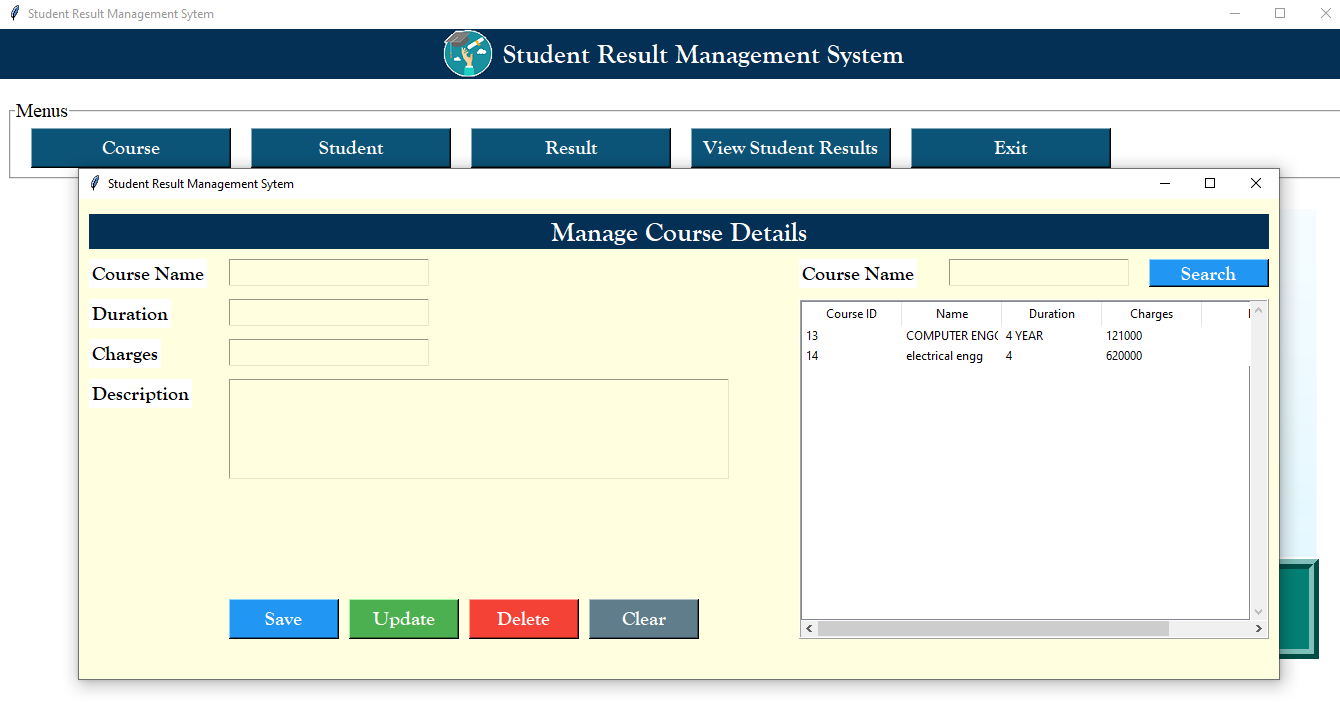 Student Result Management Sytem
Student Result Management System
Menus
Course Student Result View Student Results Exit
Student Result Management Sytem
Manage Course Details
Course Name
Duration
Charges
Description
Save Update Delete Clear
Course Name Search
Course ID Name Duration Charges
13 COMPUTER ENGG 4 YEAR 121000
14 electrical engg 4 620000